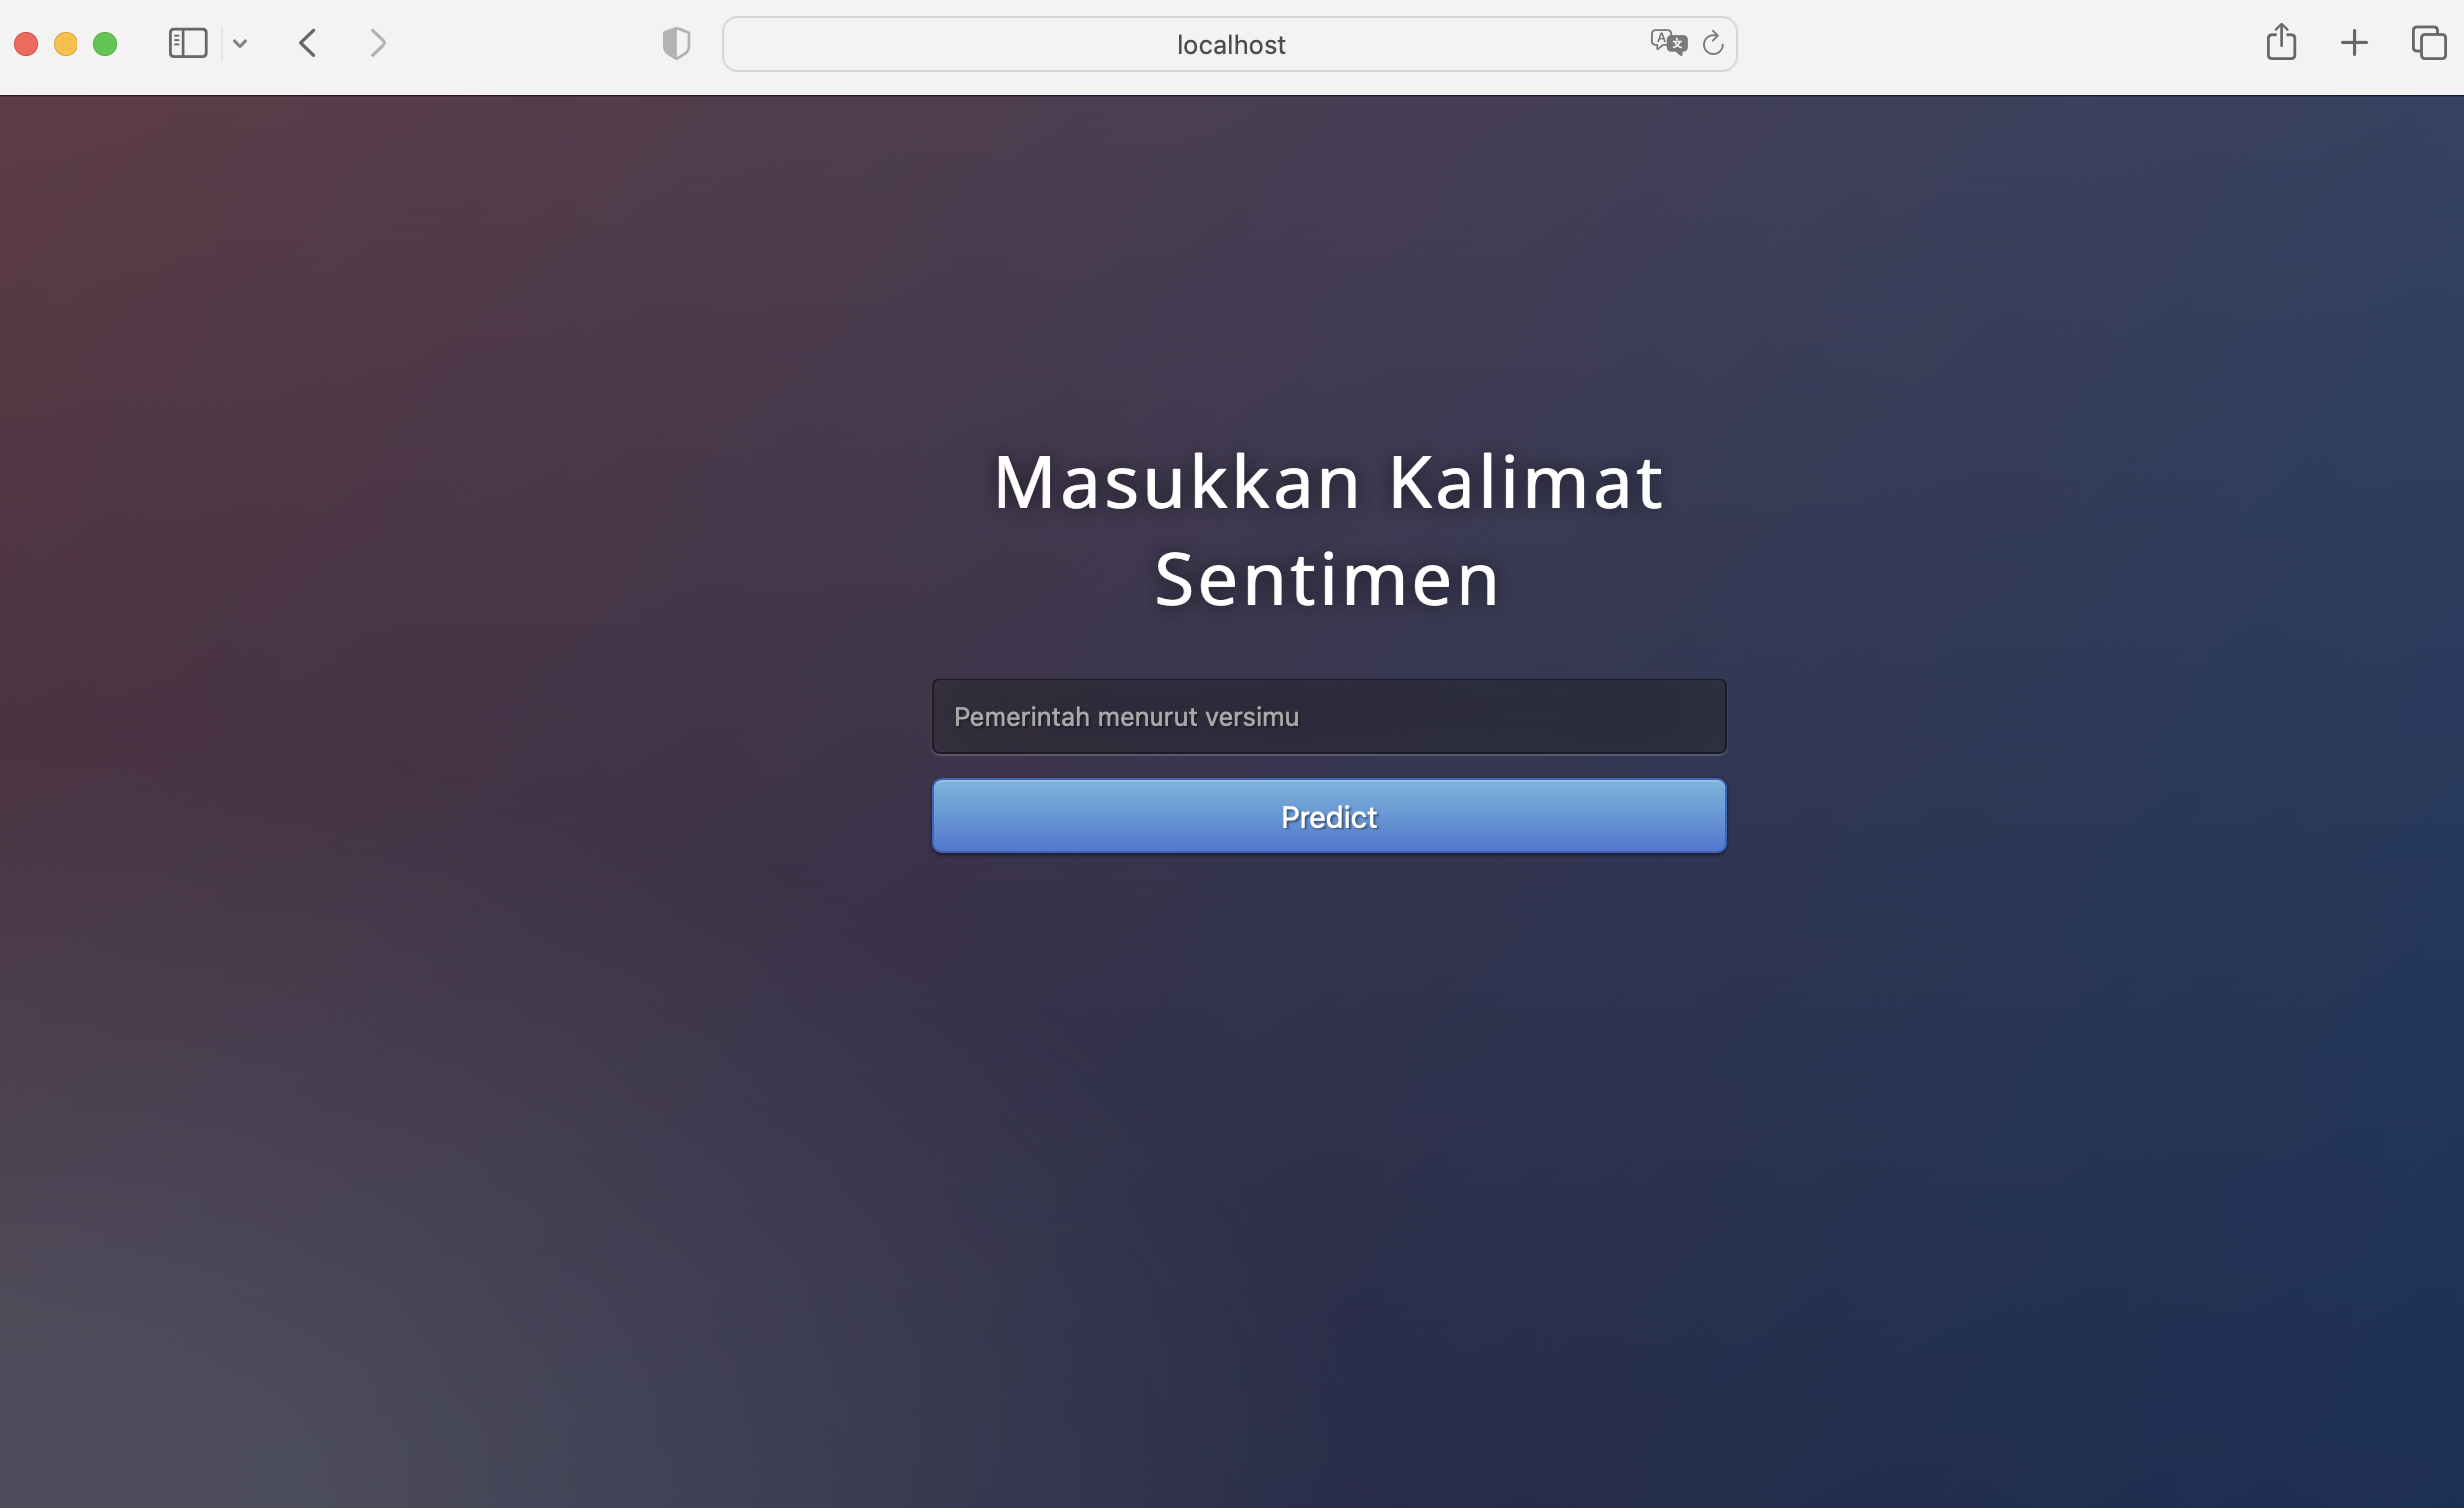 localhost
Masukkan Kalimat
Sentimen
Pemerintah menurut versimu
Predict